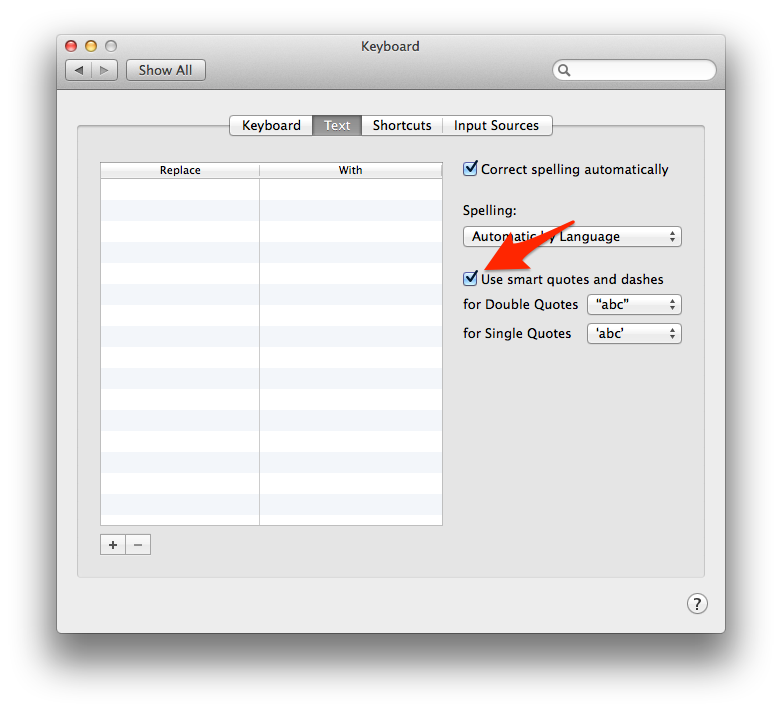 Keyboard
Show All
Keyboard Text Shortcuts Input Sources
Replace With
Correct spelling automatically
Spelling:
Automatic by Language
Use smart quotes and dashes
for Double Quotes “abc”
for Single Quotes 'abc'
+ −
?